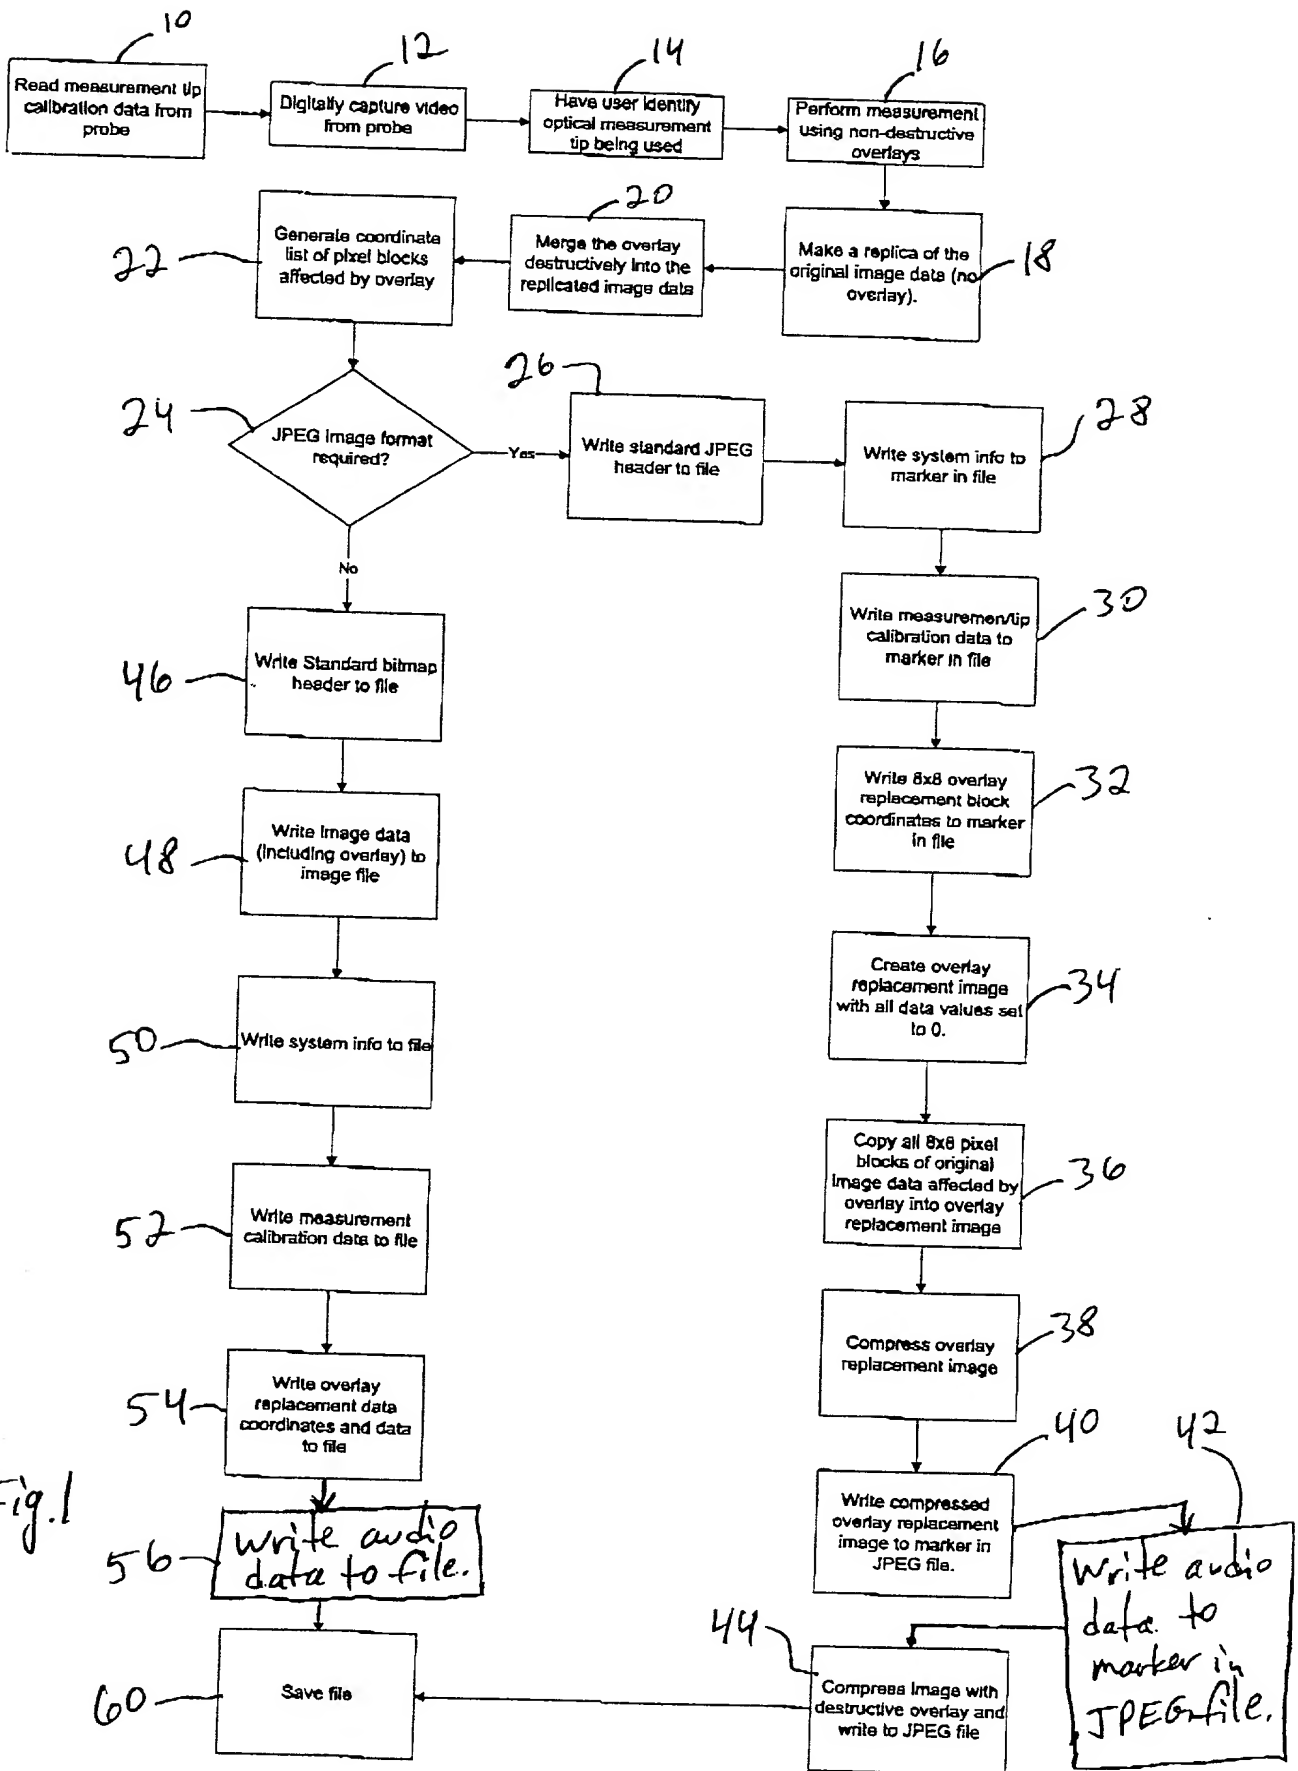 10
Read measurement tip
calibration data from
probe
12
Digitally capture video
from probe
14
Have user identify
optical measurement
tip being used
16
Perform measurement
using non-destructive
overlays
18
Make a replica of the
original image data (no
overlay).
20
Merge the overlay
destructively into the
replicated image data
22
Generate coordinate
list of pixel blocks
affected by overlay
24
JPEG image format
required?
Yes
26
Write standard JPEG
header to file
28
Write system info to
marker in file
30
Write measuremen/tip
calibration data to
marker in file
32
Write 8x8 overlay
replacement block
coordinates to marker
in file
34
Create overlay
replacement image
with all data values set
to 0.
36
Copy all 8x8 pixel
blocks of original
image data affected by
overlay into overlay
replacement image
38
Compress overlay
replacement image
40
Write compressed
overlay replacement
image to marker in
JPEG file.
42
Write audio
data to
marker in
JPEG file.
44
Compress image with
destructive overlay and
write to JPEG file
No
46
Write Standard bitmap
header to file
48
Write image data
(including overlay) to
image file
50
Write system info to file
52
Write measurement
calibration data to file
54
Write overlay
replacement data
coordinates and data
to file
56
Write audio
data to file.
60
Save file
Fig.1